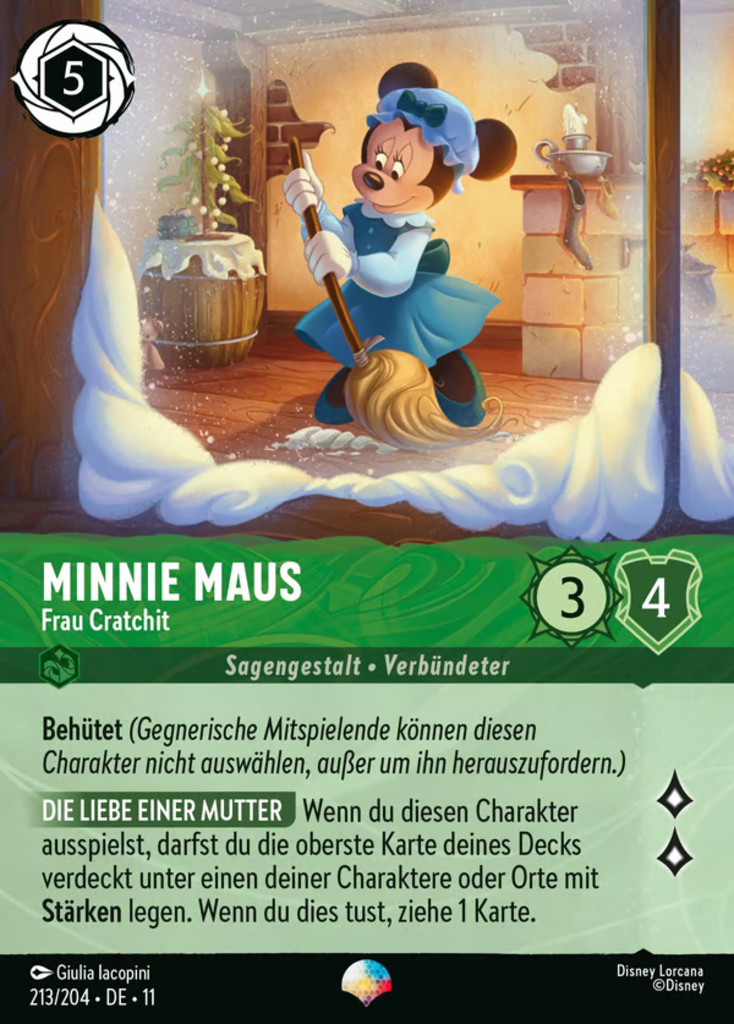 5
MINNIE MAUS
Frau Cratchit
3
4
Sagengestalt • Verbündeter
Behütet (Gegnerische Mitspielende können diesen
Charakter nicht auswählen, außer um ihn herauszufordern.)
DIE LIEBE EINER MUTTER Wenn du diesen Charakter
ausspielst, darfst du die oberste Karte deines Decks
verdeckt unter einen deiner Charaktere oder Orte mit
Stärken legen. Wenn du dies tust, ziehe 1 Karte.
Giulia Iacopini
213/204 • DE • 11
Disney Lorcana
©Disney